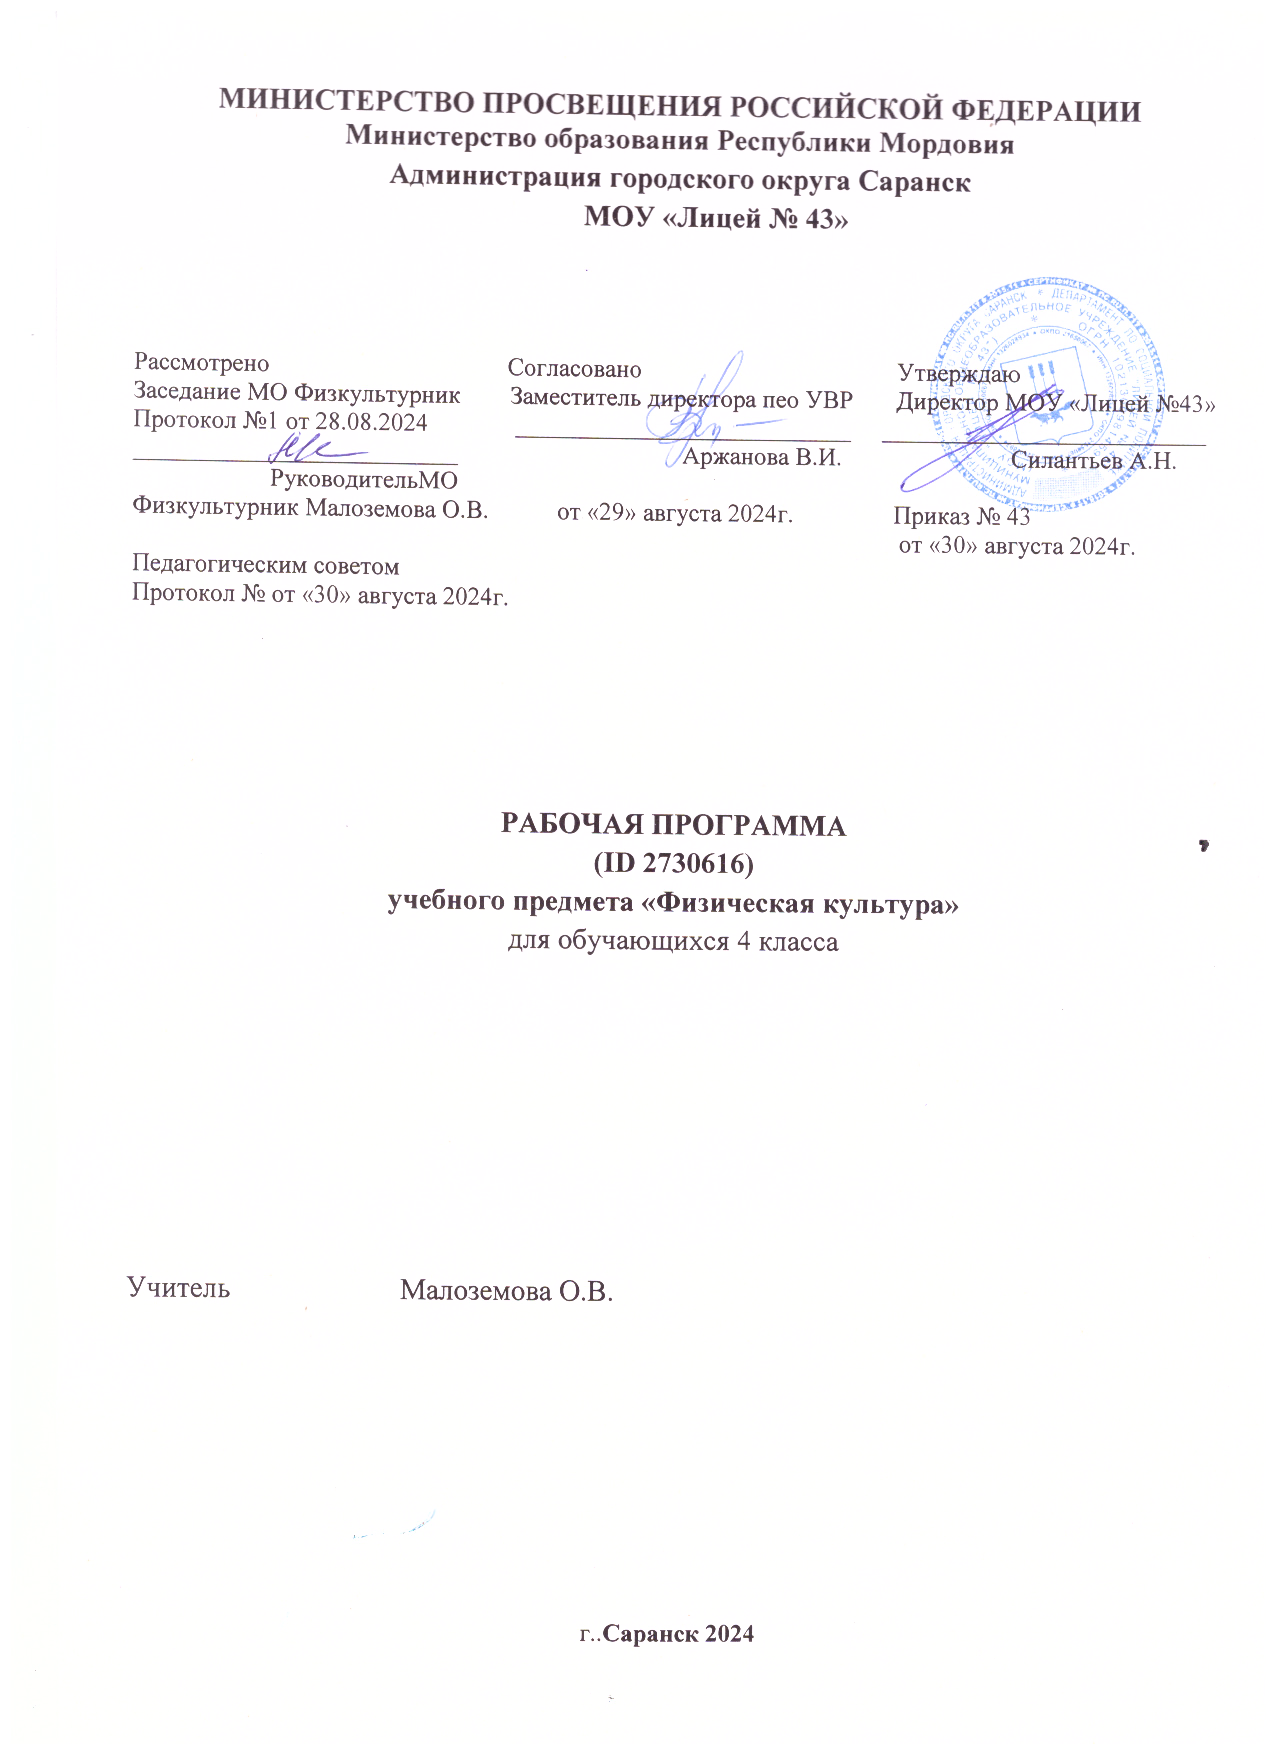 МИНИСТЕРСТВО ПРОСВЕЩЕНИЯ РОССИЙСКОЙ ФЕДЕРАЦИИ
Министерство образования Республики Мордовия
Администрация городского округа Саранск
МОУ «Лицей № 43»
Рассмотрено
Заседание МО Физкультурник
Протокол №1 от 28.08.2024
РуководительМО
Физкультурник Малоземова О.В.
Педагогическим советом
Протокол № от «30» августа 2024г.
Согласовано
Заместитель директора пео УВР
Аржанова В.И.
от «29» августа 2024г.
Утверждаю
Директор МОУ «Лицей №43»
Силантьев А.Н.
Приказ № 43
от «30» августа 2024г.
РАБОЧАЯ ПРОГРАММА
(ID 2730616)
учебного предмета «Физическая культура»
для обучающихся 4 класса
Учитель Малоземова О.В.
г..Саранск 2024